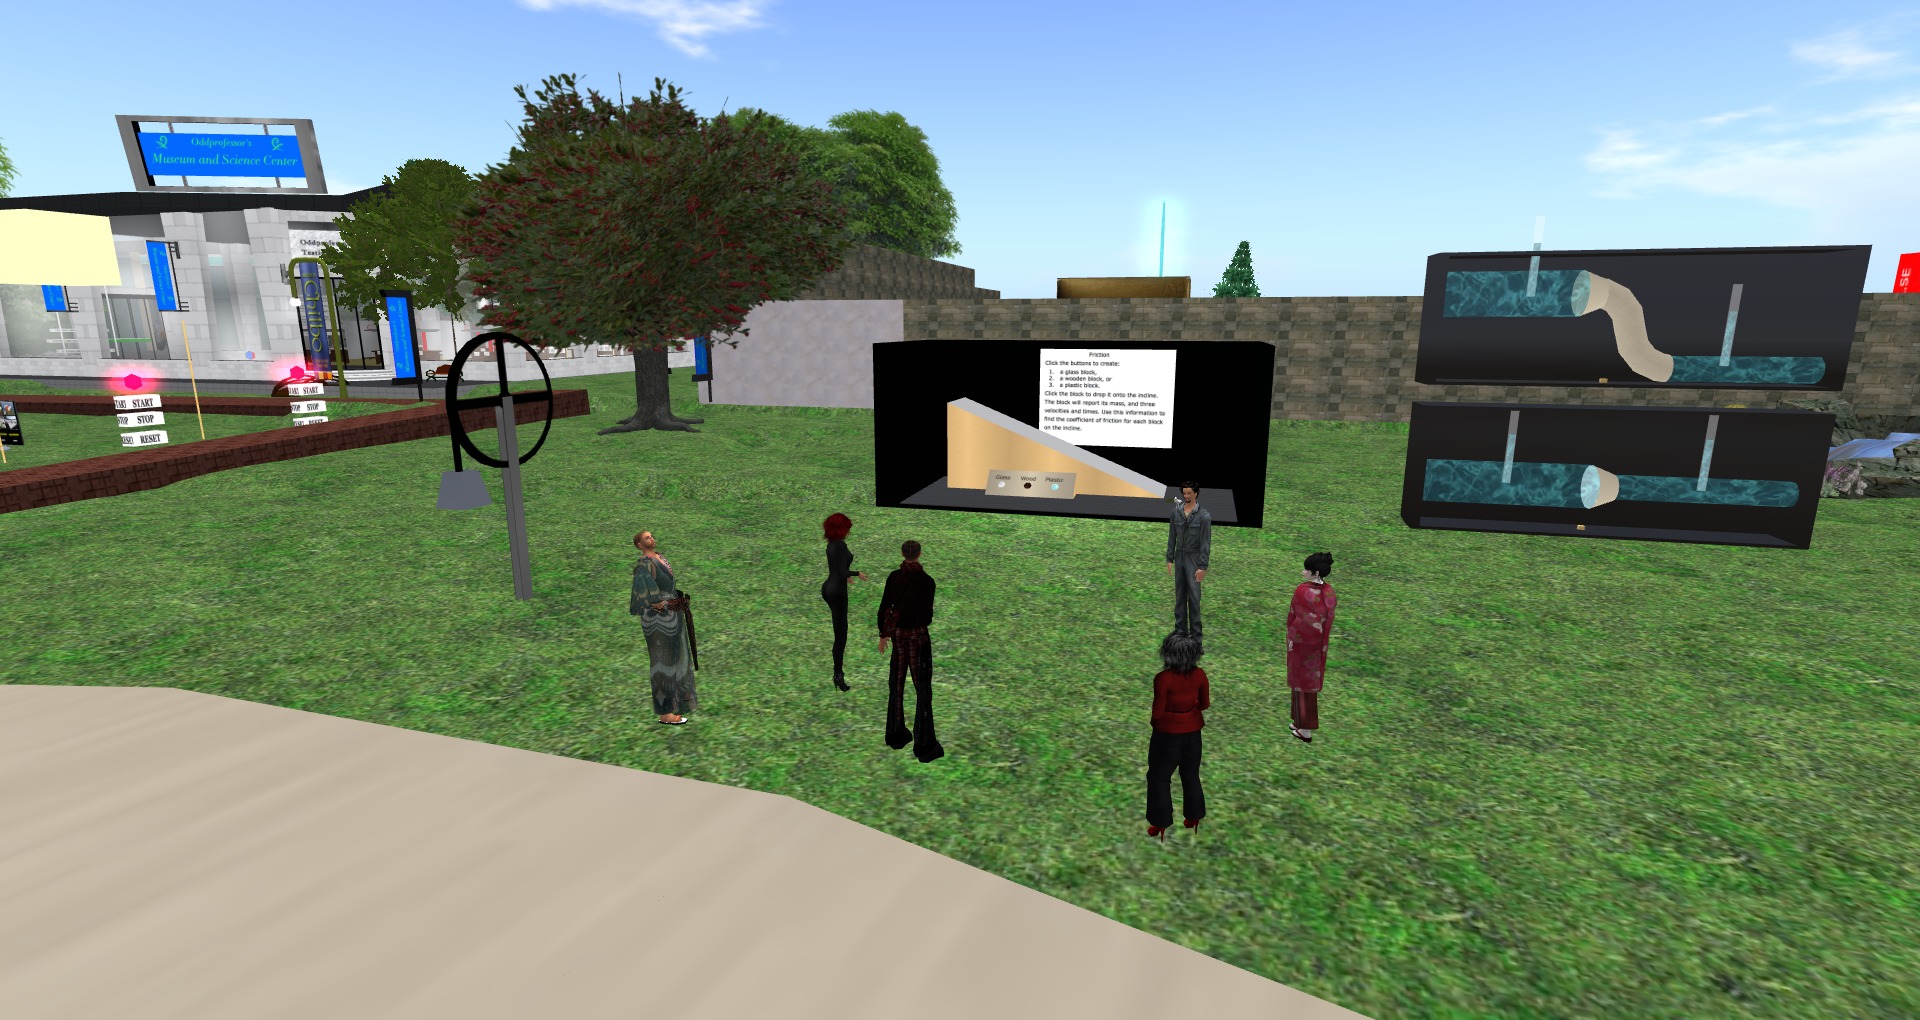 Oddprofessor's
Museum and Science Center
START
STOP
RESET
START
STOP
Friction
Click the buttons to create:
1. a glass block,
2. a wooden block, or
3. a plastic block.
Click the block to drop it onto the incline.
The block will report its mass, and three
velocities and times. Use this information to
find the coefficient of friction for each block
on the incline.
Glass Wood Plastic